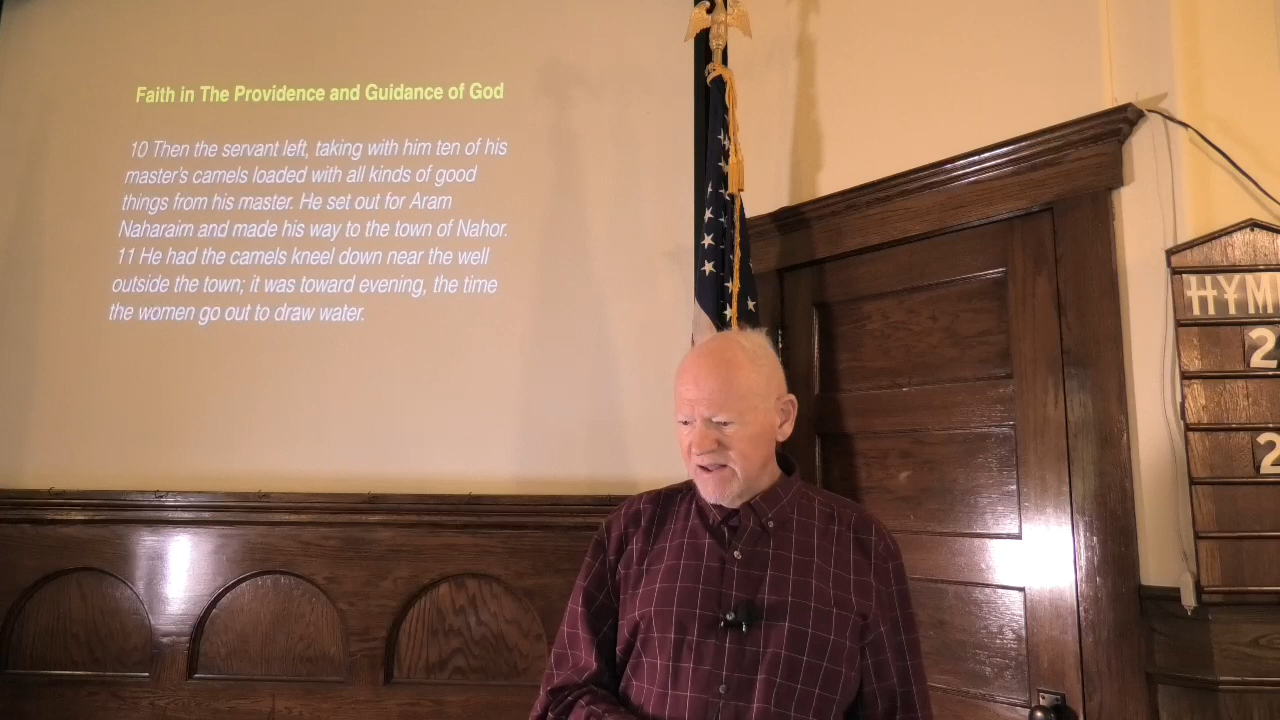 Faith in The Providence and Guidance of God
10 Then the servant left, taking with him ten of his
master's camels loaded with all kinds of good
things from his master. He set out for Aram
Naharaim and made his way to the town of Nahor.
11 He had the camels kneel down near the well
outside the town; it was toward evening, the time
the women go out to draw water.
HYM
2
2